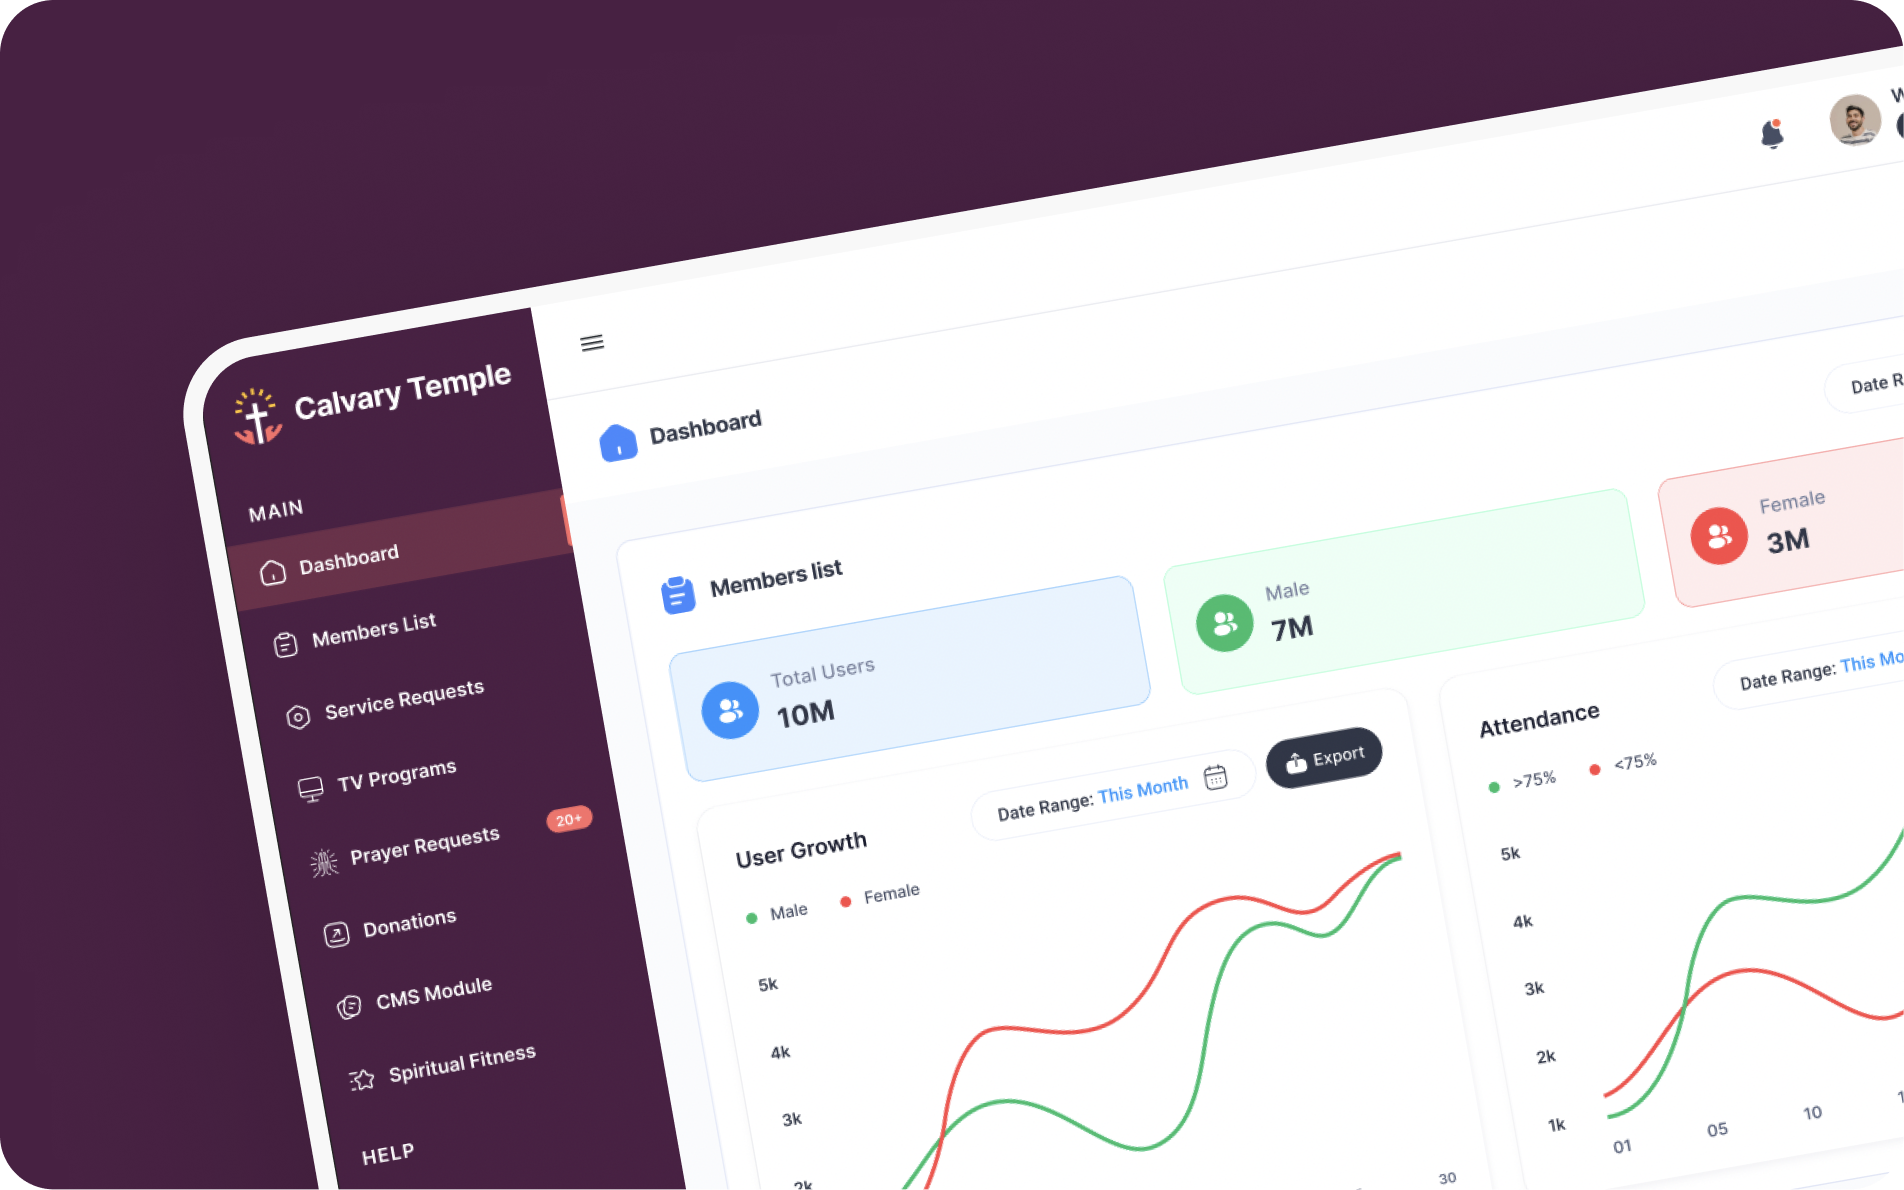 Calvary Temple
MAIN
Dashboard
Members List
Service Requests
TV Programs
Prayer Requests
20+
Donations
CMS Module
Spiritual Fitness
HELP
Dashboard
Date
Members list
Total Users
10M
Male
7M
Female
3M
User Growth
Date Range: This Month
Export
Male
Female
5k
4k
3k
2k
30
Attendance
Date Range: This
>75%
<75%
5k
4k
3k
2k
1k
01
05
10